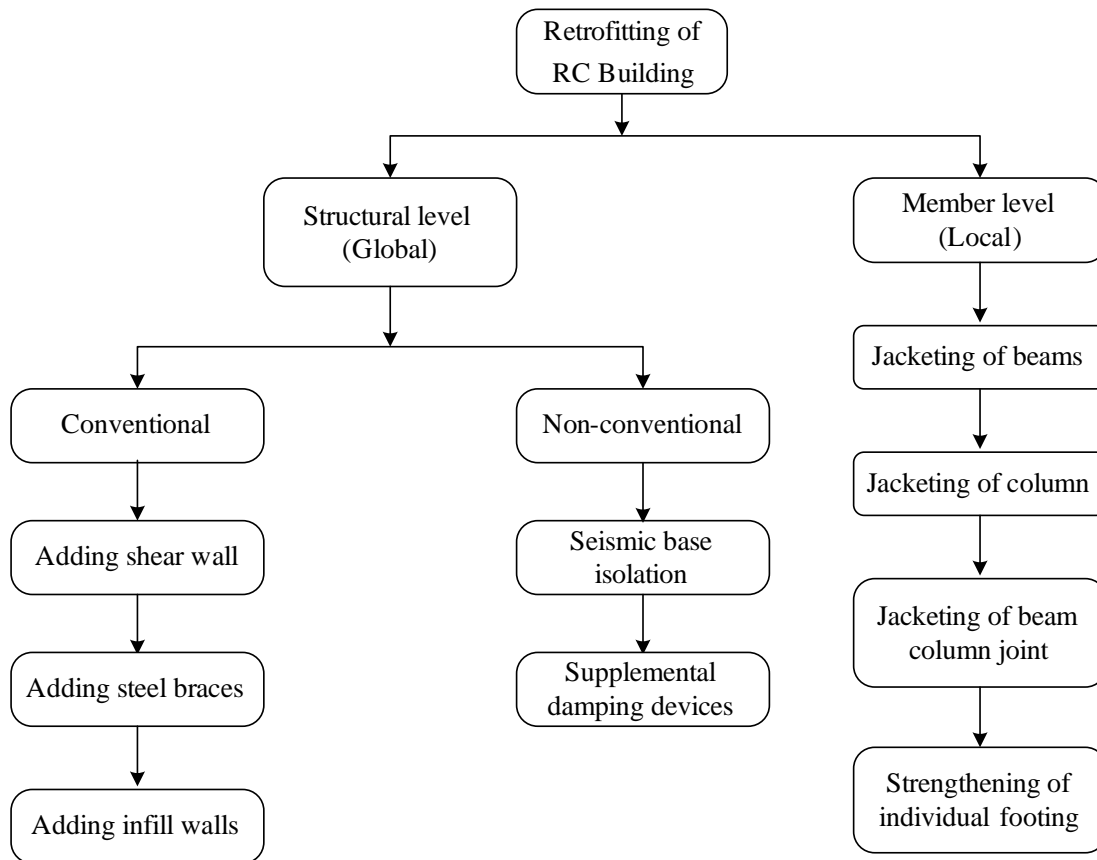 Retrofitting of
RC Building
Structural level
(Global)
Member level
(Local)
Conventional
Non-conventional
Jacketing of beams
Adding shear wall
Seismic base
isolation
Jacketing of column
Adding steel braces
Supplemental
damping devices
Jacketing of beam
column joint
Adding infill walls
Strengthening of
individual footing